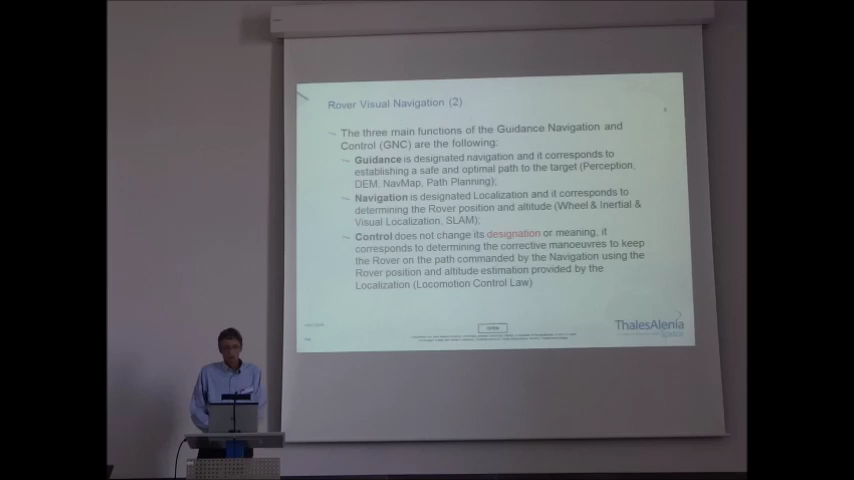 Rover Visual Navigation (2)
The three main functions of the Guidance Navigation and
Control (GNC) are the following:
Guidance is designated navigation and it corresponds to
establishing a safe and optimal path to the target (Perception,
DEM, NavMap, Path Planning);
Navigation is designated Localization and it corresponds to
determining the Rover position and altitude (Wheel & Inertial &
Visual Localization, SLAM);
Control does not change its designation or meaning, it
corresponds to determining the corrective manoeuvres to keep
the Rover on the path commanded by the Navigation using the
Rover position and altitude estimation provided by the
Localization (Locomotion Control Law)
OPEN
ThalesAlenia
Space